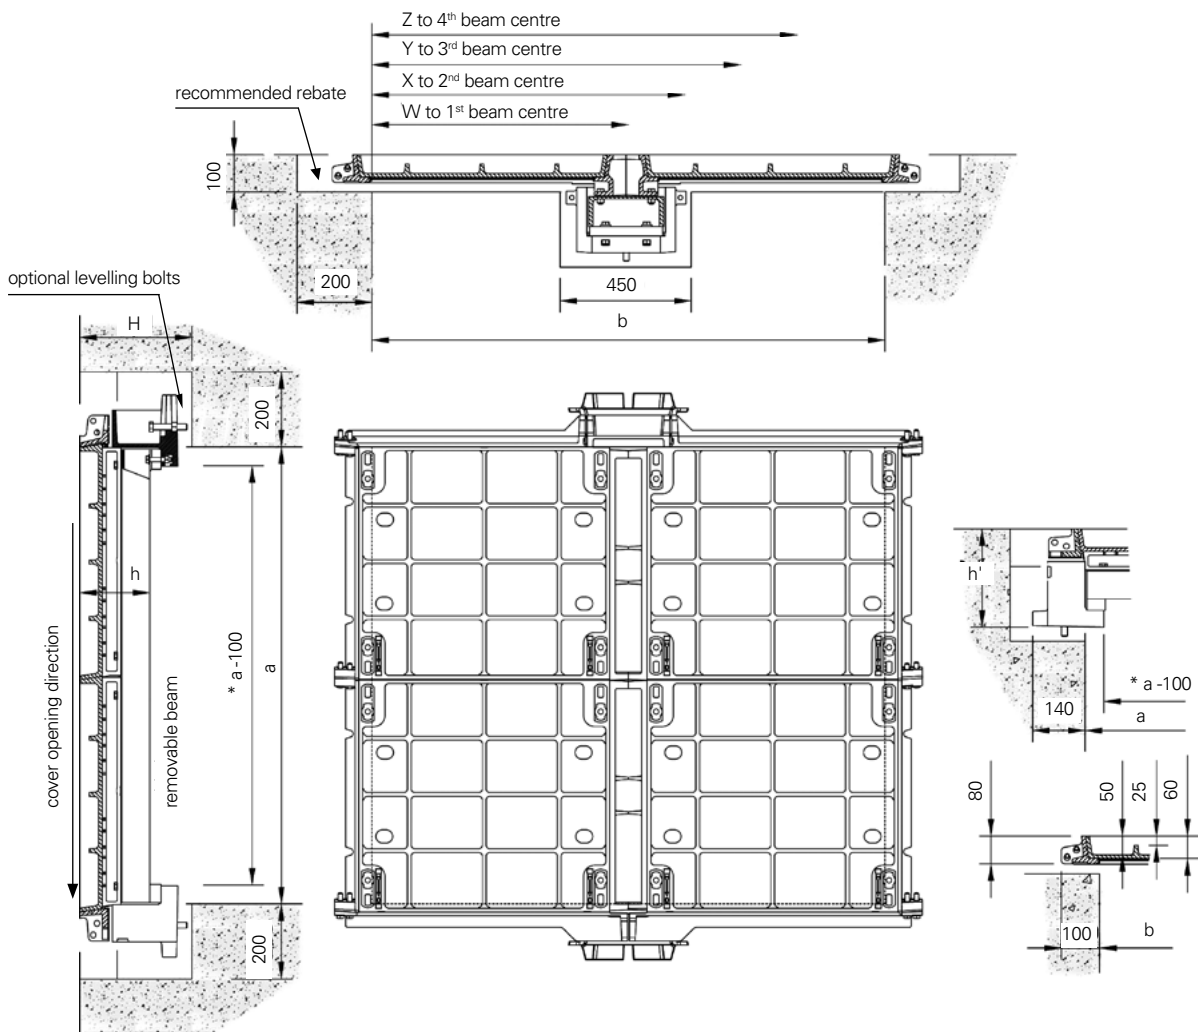 Z to 4th beam centre
Y to 3rd beam centre
X to 2nd beam centre
W to 1st beam centre
recommended rebate
100
200
450
b
optional levelling bolts
H
200
h
* a -100
a
cover opening direction
removable beam
200
h'
* a -100
140
a
80
50
25
60
100
b